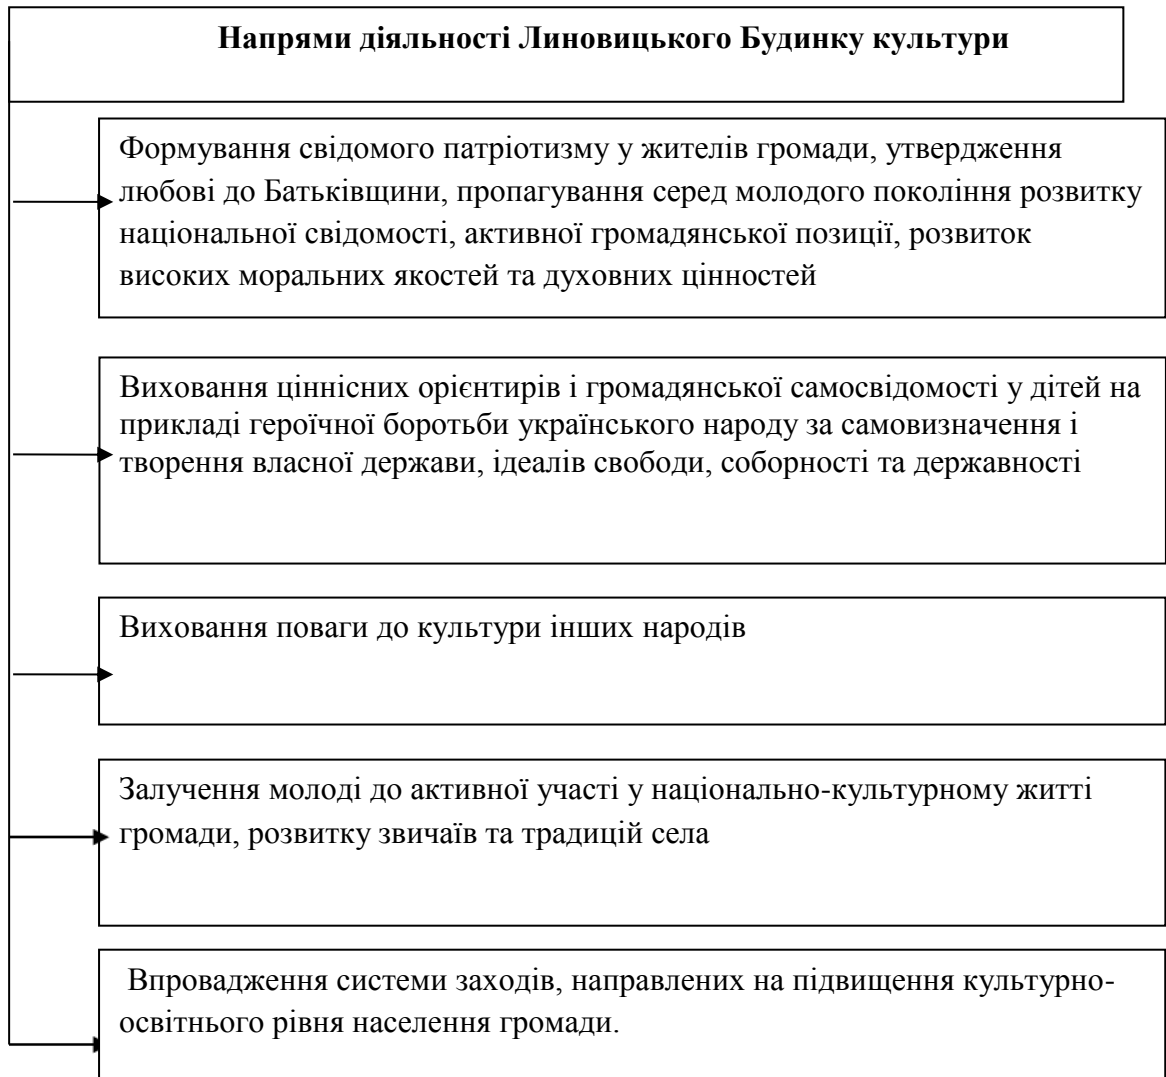 Напрями діяльності Линовицького Будинку культури
Формування свідомого патріотизму у жителів громади, утвердження
любові до Батьківщини, пропагування серед молодого покоління розвитку
національної свідомості, активної громадянської позиції, розвиток
високих моральних якостей та духовних цінностей
Виховання ціннісних орієнтирів і громадянської самосвідомості у дітей на
прикладі героїчної боротьби українського народу за самовизначення і
творення власної держави, ідеалів свободи, соборності та державності
Виховання поваги до культури інших народів
Залучення молоді до активної участі у національно-культурному житті
громади, розвитку звичаїв та традицій села
Впровадження системи заходів, направлених на підвищення культурно-
освітнього рівня населення громади.